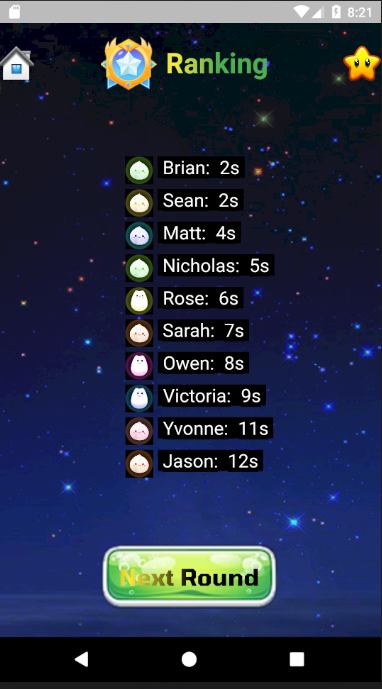 8:21
Ranking
Brian: 2s
Sean: 2s
Matt: 4s
Nicholas: 5s
Rose: 6s
Sarah: 7s
Owen: 8s
Victoria: 9s
Yvonne: 11s
Jason: 12s
Next Round